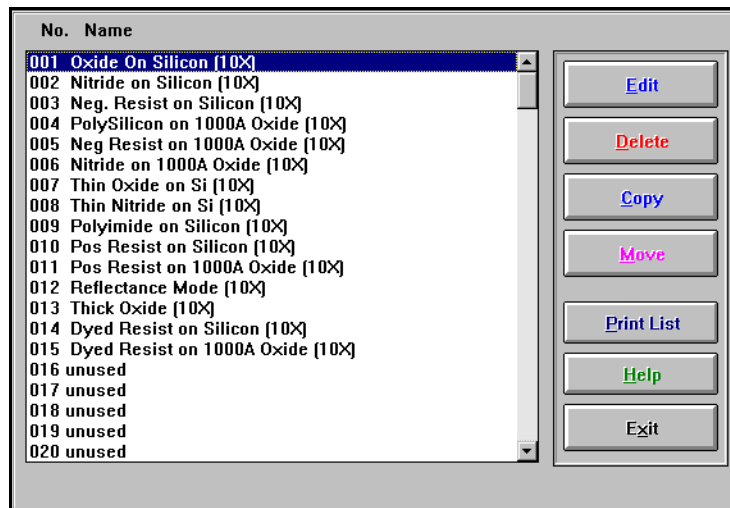 No. Name
001 Oxide On Silicon (10X)
002 Nitride on Silicon (10X)
003 Neg. Resist on Silicon (10X)
004 PolySilicon on 1000A Oxide (10X)
005 Neg Resist on 1000A Oxide (10X)
006 Nitride on 1000A Oxide (10X)
007 Thin Oxide on Si (10X)
008 Thin Nitride on Si (10X)
009 Polyimide on Silicon (10X)
010 Pos Resist on Silicon (10X)
011 Pos Resist on 1000A Oxide (10X)
012 Reflectance Mode (10X)
013 Thick Oxide (10X)
014 Dyed Resist on Silicon (10X)
015 Dyed Resist on 1000A Oxide (10X)
016 unused
017 unused
018 unused
019 unused
020 unused
Edit
Delete
Copy
Move
Print List
Help
Exit